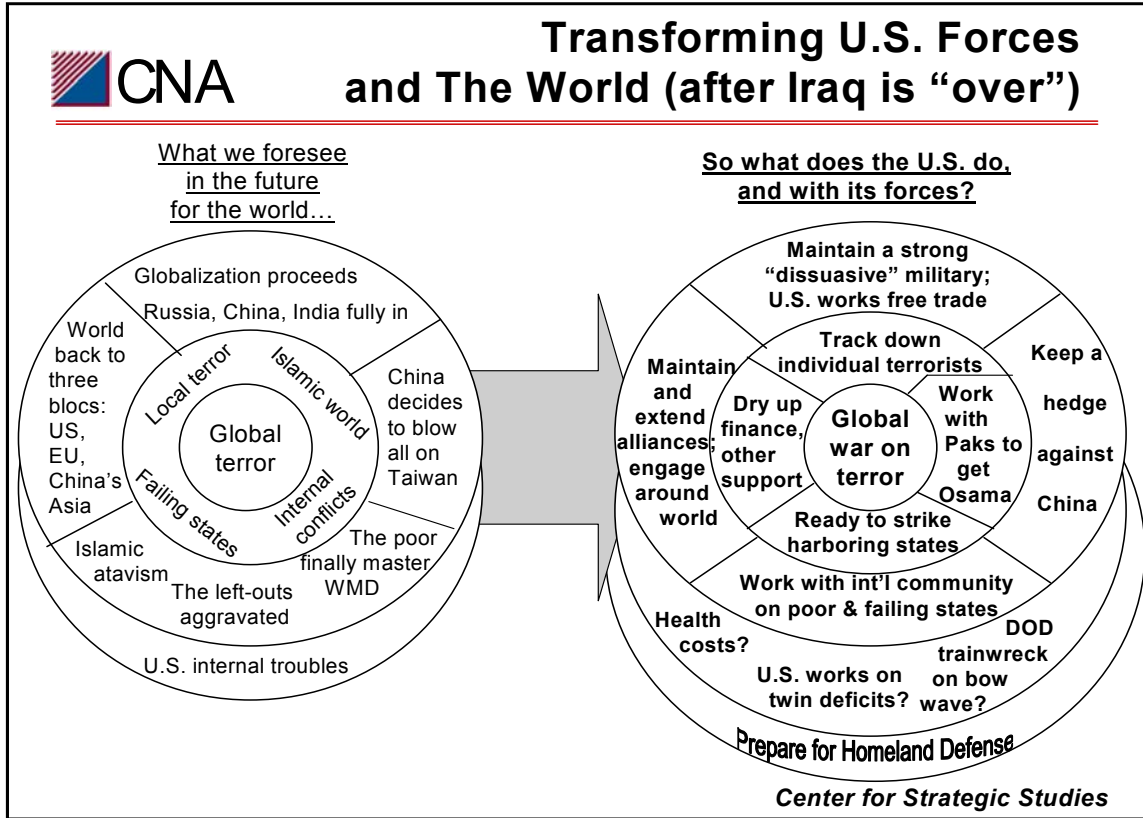 CNA
Transforming U.S. Forces
and The World (after Iraq is “over”)
What we foresee
in the future
for the world…
Globalization proceeds
Russia, China, India fully in
World
back to
three
blocs:
US,
EU,
China’s
Asia
Local terror
Islamic world
China
decides
to blow
all on
Taiwan
Global
terror
Failing states
Internal
conflicts
Islamic
atavism
The left-outs
aggravated
The poor
finally master
WMD
U.S. internal troubles
So what does the U.S. do,
and with its forces?
Maintain a strong
“dissuasive” military;
U.S. works free trade
Track down
individual terrorists
Maintain
and
extend
alliances;
engage
around
world
Dry up
finance,
other
support
Global
war on
terror
Work
with
Paks to
get
Osama
Keep a
hedge
against
China
Ready to strike
harboring states
Work with int’l community
on poor & failing states
Health
costs?
U.S. works on
twin deficits?
DOD
trainwreck
on bow
wave?
Prepare for Homeland Defense
Center for Strategic Studies